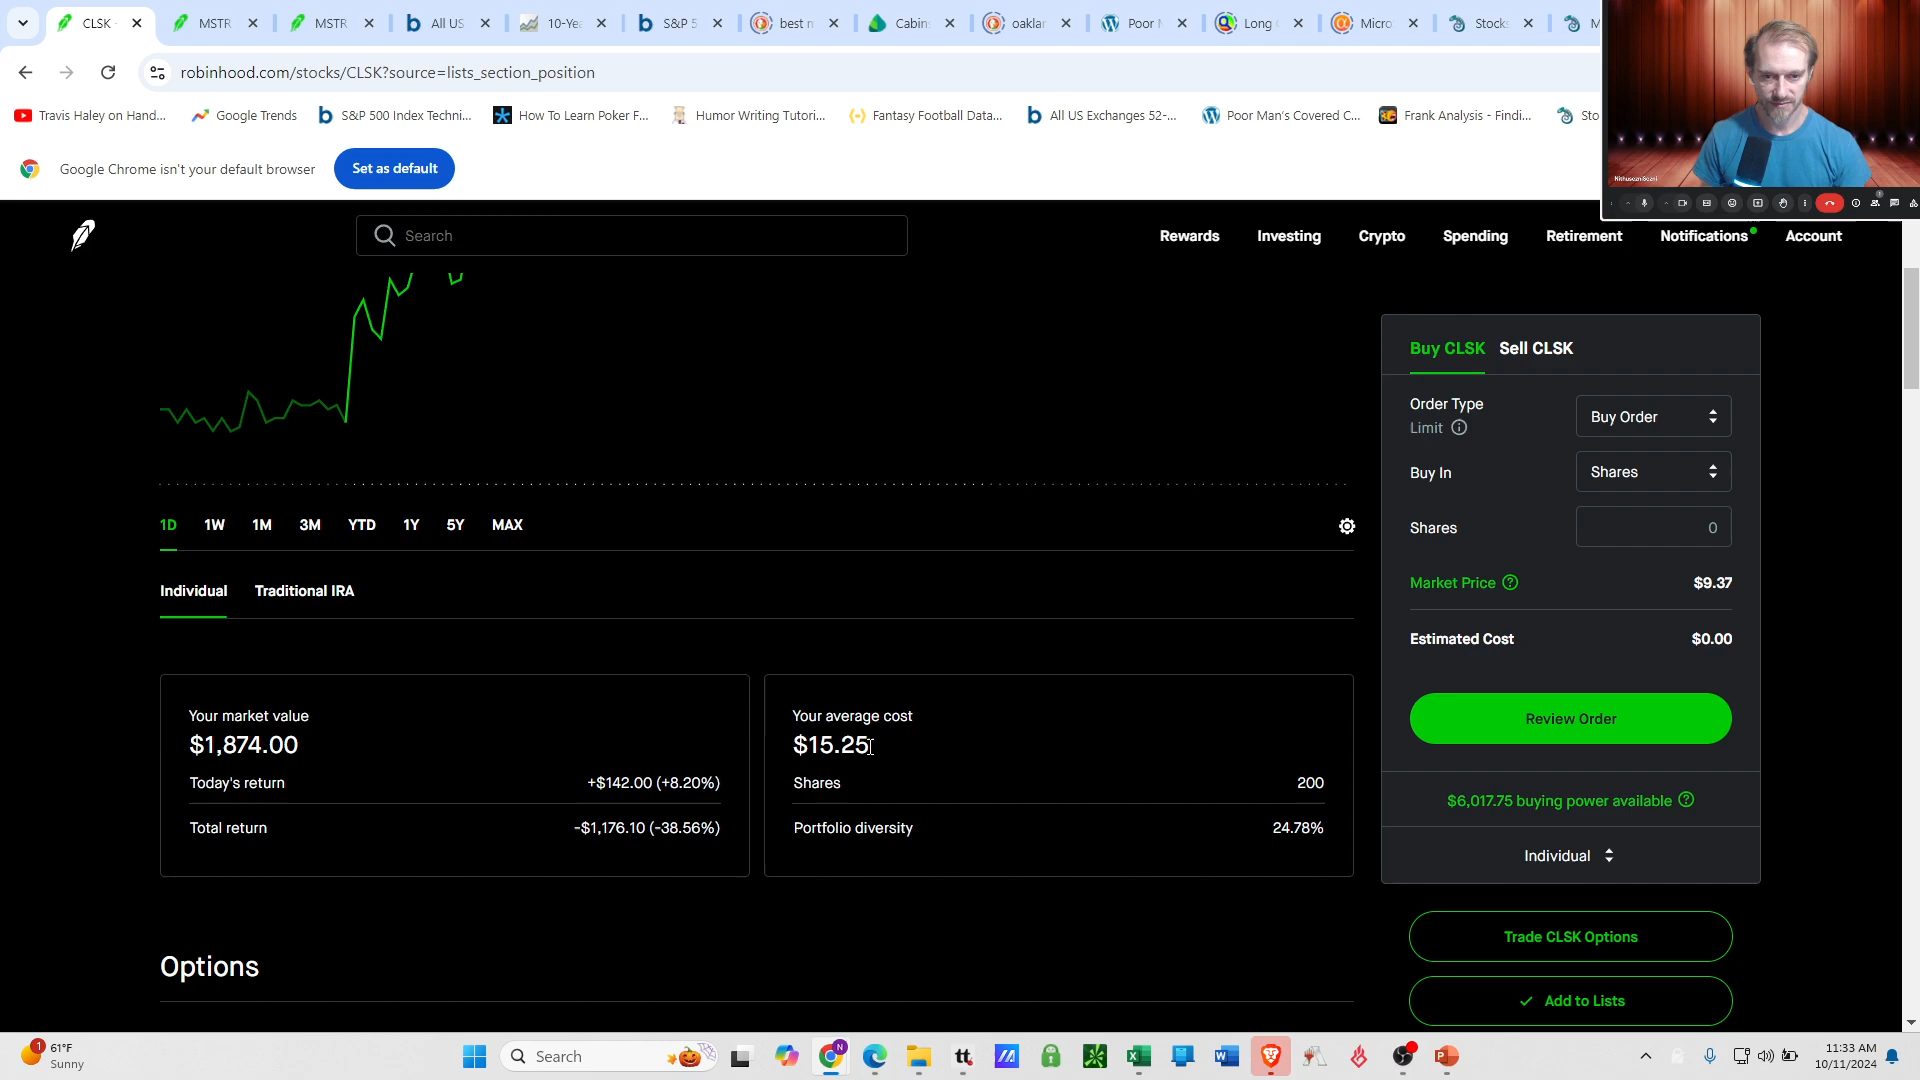 CLSK
MSTR
MSTR
All US
10-Yea
S&P 5
best n
Cabin
oaklan
Poor M
Long
Micro
Stock
M
robinhood.com/stocks/CLSK?source=lists_section_position
Travis Haley on Hand...
Google Trends
S&P 500 Index Techni...
How To Learn Poker F...
Humor Writing Tutori...
Fantasy Football Data...
All US Exchanges 52-...
Poor Man's Covered C...
Frank Analysis - Findi...
Sto
Google Chrome isn't your default browser
Set as default
Search
Rewards
Investing
Crypto
Spending
Retirement
Notifications
Account
Buy CLSK
Sell CLSK
Order Type
Limit
Buy Order
Buy In
Shares
Shares
0
Market Price
$9.37
Estimated Cost
$0.00
Review Order
$6,017.75 buying power available
Individual
Trade CLSK Options
Add to Lists
1D
1W
1M
3M
YTD
1Y
5Y
MAX
Individual
Traditional IRA
Your market value
$1,874.00
Today's return
+$142.00 (+8.20%)
Total return
-$1,176.10 (-38.56%)
Your average cost
$15.25
Shares
200
Portfolio diversity
24.78%
Options
1
61°F
Sunny
Search
11:33 AM
10/11/2024